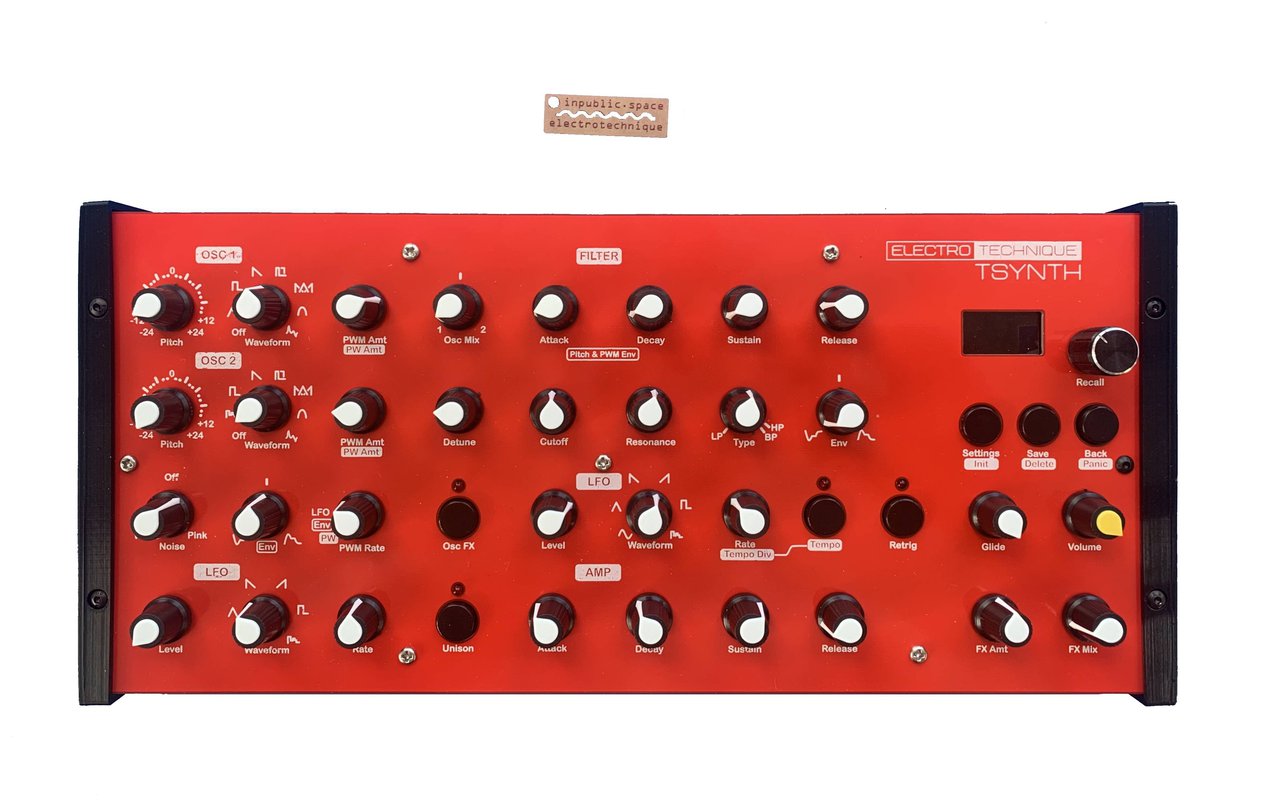 inpublic.space
electrotechnique
ELECTRO TECHNIQUE
TSYNTH
OSC 1
FILTER
0
-12
+12
-24
+24
Pitch
Off
Waveform
PWM Amt
PW Amt
1
2
Osc Mix
Attack
Decay
Sustain
Release
Pitch & PWM Env
Recall
OSC 2
0
+12
-24
+24
Pitch
Off
Waveform
PWM Amt
PW Amt
Detune
Cutoff
Resonance
LP
HP
BP
Type
Env
Settings
Init
Save
Delete
Back
Panic
Off
Pink
Noise
Env
LFO
Env
PW
PWM Rate
Osc FX
LFO
Level
Waveform
Rate
Tempo Div
Tempo
Retrig
Glide
Volume
LFO
Level
Waveform
Rate
Unison
AMP
Attack
Decay
Sustain
Release
FX Amt
FX Mix